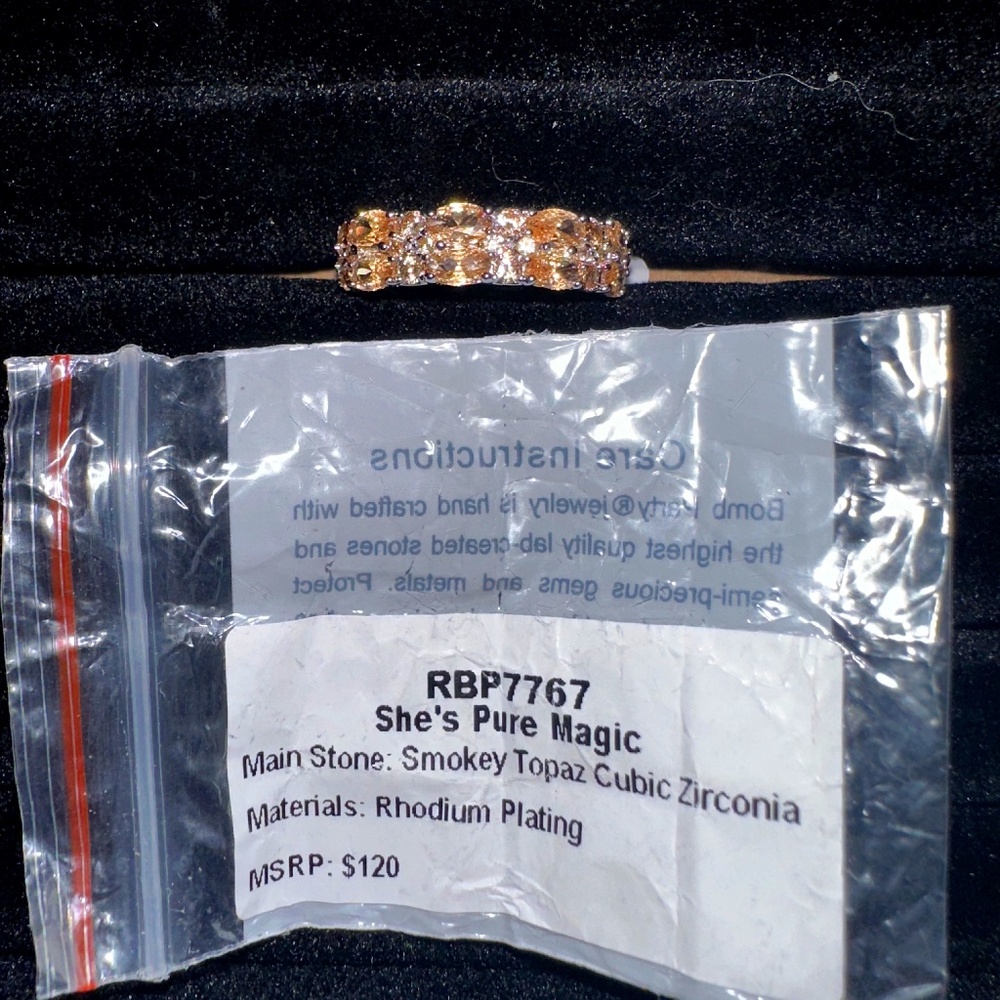 Care Instructions
Bomb Party® jewelry is hand crafted with
the highest quality lab-created stones and
semi-precious gems and metals. Protect
RBP7767
She's Pure Magic
Main Stone: Smokey Topaz Cubic Zirconia
Materials: Rhodium Plating
MSRP: $120